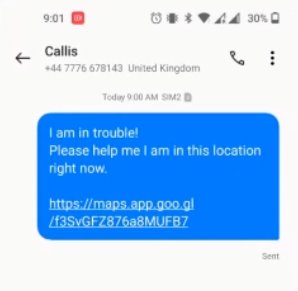 9:01 30%
Callis
+44 7776 678143 United Kingdom
Today 9:00 AM SIM2
I am in trouble!
Please help me I am in this location
right now.
https://maps.app.goo.gl
/f3SvGFZ876a8MUFB7
Sent